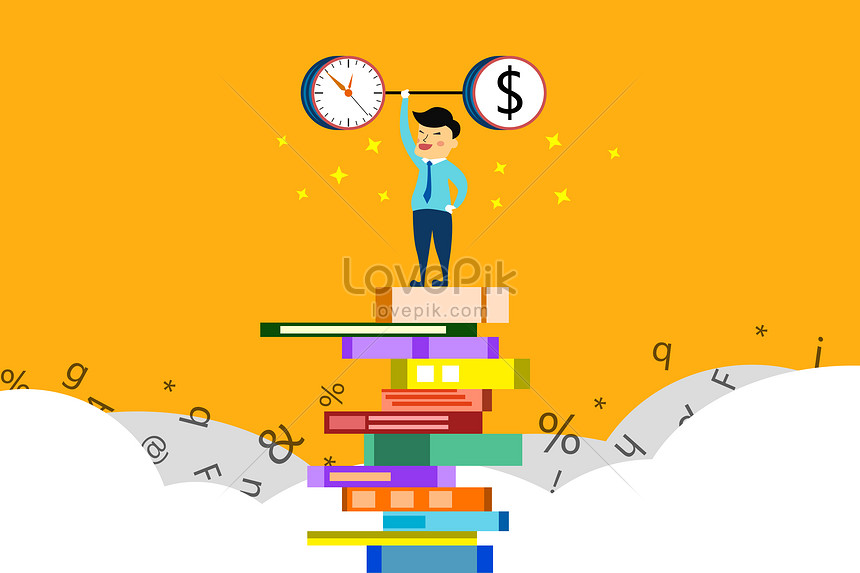 $
LovePik
lovepik.com
% g * q
@ F n & * %
% * ! q * F h j